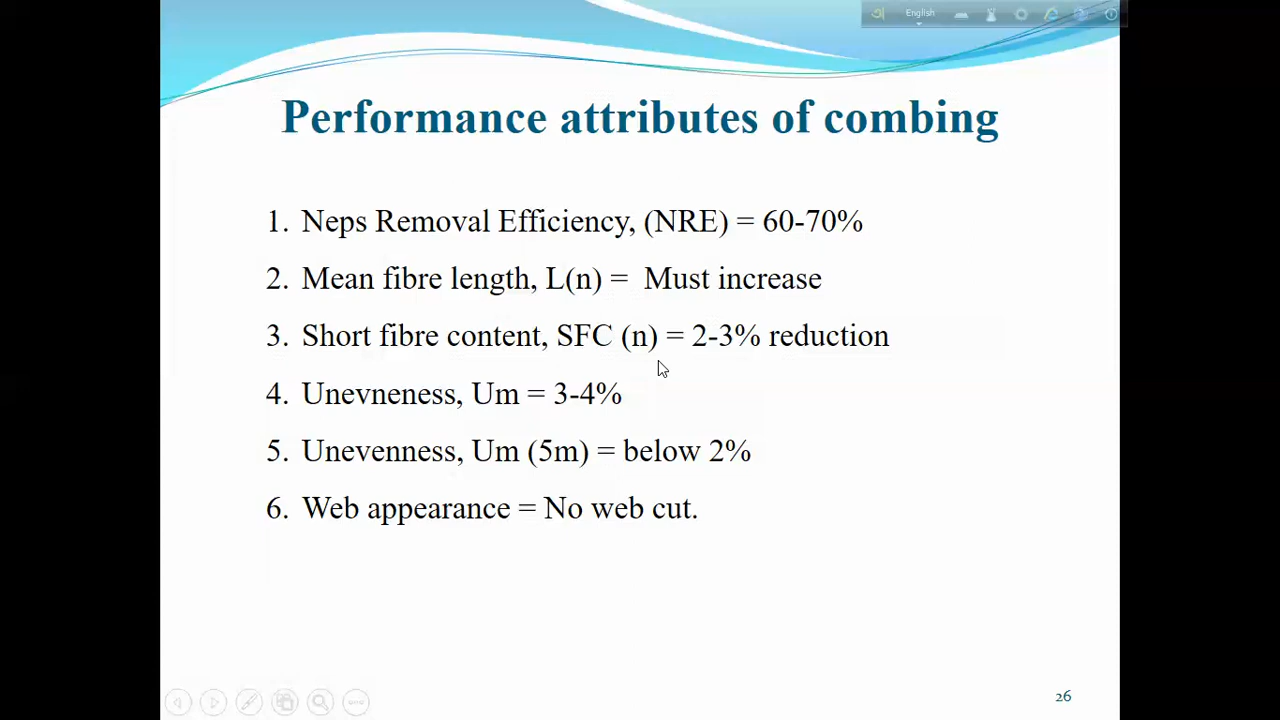 অ English
Performance attributes of combing
1. Neps Removal Efficiency, (NRE) = 60-70%
2. Mean fibre length, L(n) = Must increase
3. Short fibre content, SFC (n) = 2-3% reduction
4. Unevneness, Um = 3-4%
5. Unevenness, Um (5m) = below 2%
6. Web appearance = No web cut.
26